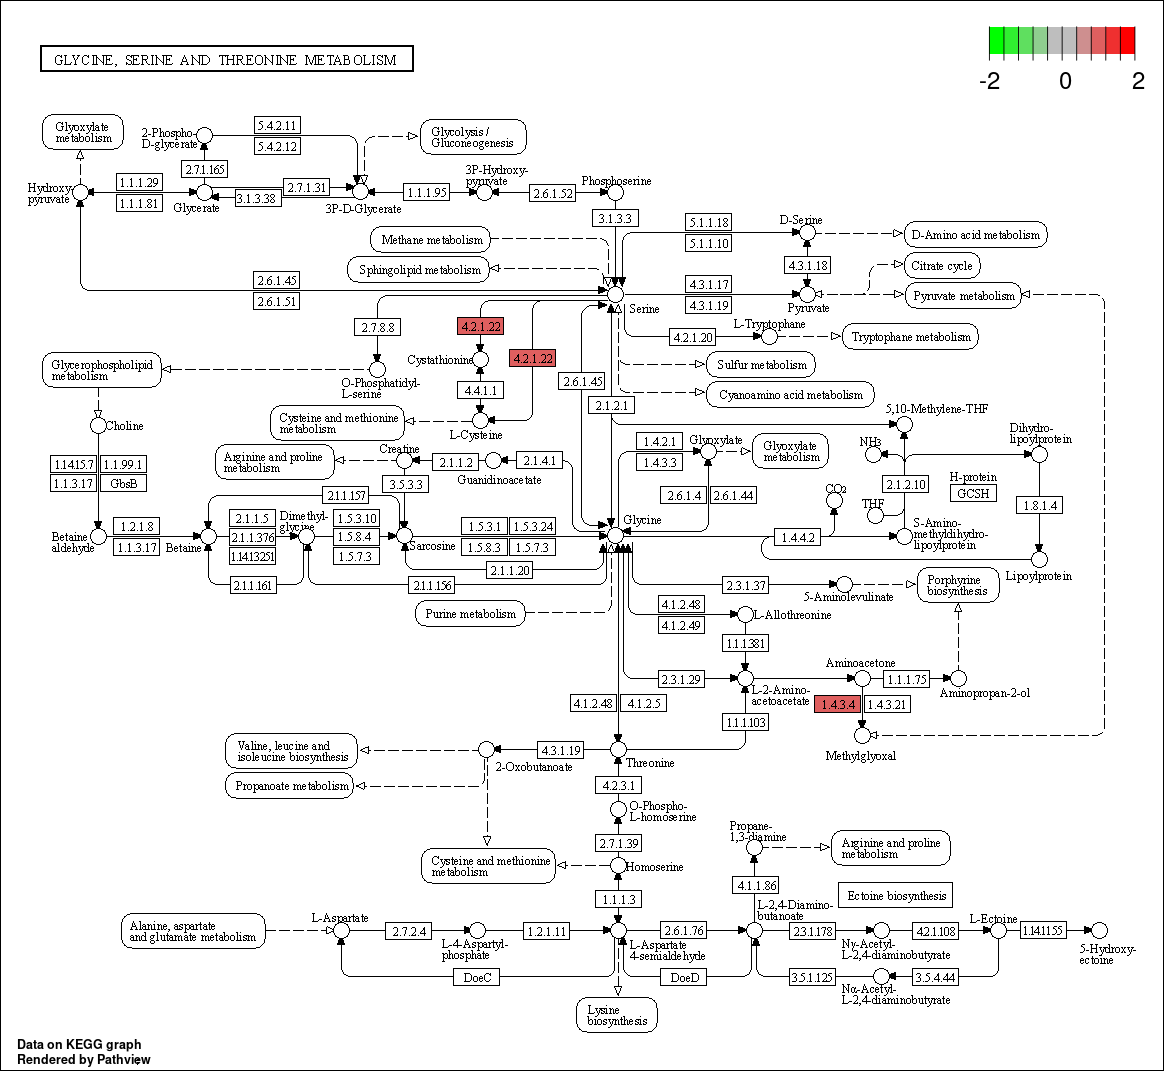 GLYCINE, SERINE AND THREONINE METABOLISM
-2 0 2
Glyoxylate
metabolism
2-Phospho-
D-glycerate
5.4.2.11
5.4.2.12
Glycolysis /
Gluconeogenesis
2.7.1.165
Hydroxy-
pyruvate
1.1.1.29
1.1.1.81
Glycerate
2.7.1.31
3.1.3.38
3P-D-Glycerate
1.1.1.95
3P-Hydroxy-
pyruvate
2.6.1.52
Phosphoserine
3.1.3.3
Methane metabolism
Sphingolipid metabolism
5.1.1.18
5.1.1.10
D-Serine
D-Amino acid metabolism
4.3.1.18
Citrate cycle
2.6.1.45
2.6.1.51
4.3.1.17
4.3.1.19
Pyruvate
Pyruvate metabolism
Serine
2.7.8.8
4.2.1.22
4.2.1.20
L-Tryptophane
Tryptophane metabolism
Cystathionine
4.2.1.22
Glycerophospholipid
metabolism
O-Phosphatidyl-
L-serine
4.4.1.1
2.6.1.45
Sulfur metabolism
Cyanoamino acid metabolism
2.1.2.1
Choline
Cysteine and methionine
metabolism
L-Cysteine
5,10-Methylene-THF
Dihydro-
lipoylprotein
1.14.15.7
1.1.99.1
1.1.3.17
GbsB
Arginine and proline
metabolism
Creatine
2.1.1.2
Guanidinoacetate
2.1.4.1
1.4.2.1
1.4.3.3
Glyoxylate
Glyoxylate
metabolism
NH3
3.5.3.3
2.1.1.157
2.6.1.4
2.6.1.44
CO2
THF
2.1.2.10
H-protein
GCSH
1.8.1.4
Betaine
aldehyde
1.2.1.8
1.1.3.17
Betaine
2.1.1.5
2.1.1.376
1.14.13.251
Dimethyl-
glycine
1.5.3.10
1.5.8.4
1.5.7.3
Sarcosine
1.5.3.1
1.5.3.24
1.5.8.3
1.5.7.3
Glycine
1.4.4.2
S-Amino-
methyldihydro-
lipoylprotein
Lipoylprotein
2.1.1.161
2.1.1.156
2.1.1.20
Purine metabolism
2.3.1.37
5-Aminolevulinate
Porphyrine
biosynthesis
4.1.2.48
4.1.2.49
L-Allothreonine
1.1.1.381
2.3.1.29
L-2-Amino-
acetoacetate
Aminoacetone
1.1.1.75
Aminopropan-2-ol
4.1.2.48
4.1.2.5
1.1.1.103
1.4.3.4
1.4.3.21
Methylglyoxal
Valine, leucine and
isoleucine biosynthesis
2-Oxobutanoate
4.3.1.19
Threonine
Propanoate metabolism
4.2.3.1
O-Phospho-
L-homoserine
2.7.1.39
Cysteine and methionine
metabolism
Homoserine
Propane-
1,3-diamine
Arginine and proline
metabolism
1.1.1.3
4.1.1.86
Ectoine biosynthesis
Alanine, aspartate
and glutamate metabolism
L-Aspartate
2.7.2.4
L-4-Aspartyl-
phosphate
1.2.1.11
L-Aspartate
4-semialdehyde
2.6.1.76
L-2,4-Diamino-
butanoate
2.3.1.178
Nγ-Acetyl-
L-2,4-diaminobutyrate
4.2.1.108
L-Ectoine
1.14.11.55
5-Hydroxy-
ectoine
DoeC
DoeD
3.5.1.125
Nα-Acetyl-
L-2,4-diaminobutyrate
3.5.4.44
Lysine
biosynthesis
Data on KEGG graph
Rendered by Pathview